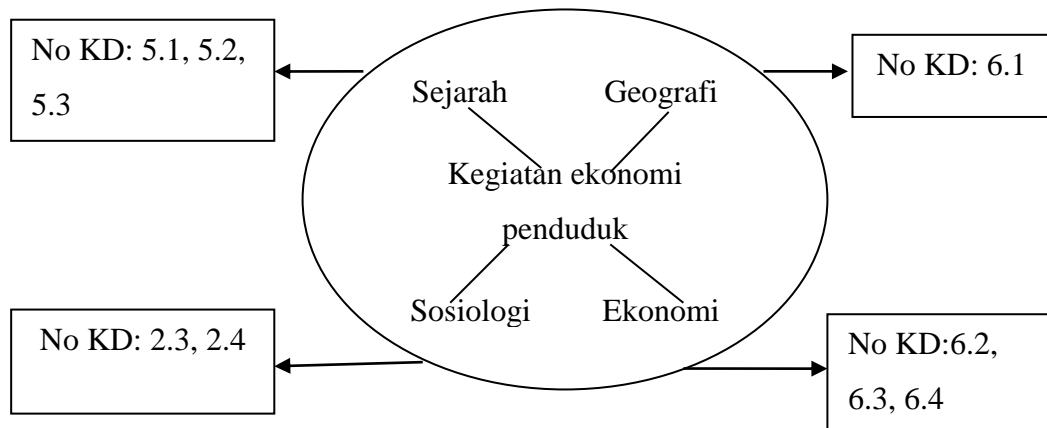 No KD: 5.1, 5.2,
5.3
No KD: 6.1
Sejarah
Geografi
Kegiatan ekonomi
penduduk
Sosiologi
Ekonomi
No KD: 2.3, 2.4
No KD:6.2,
6.3, 6.4